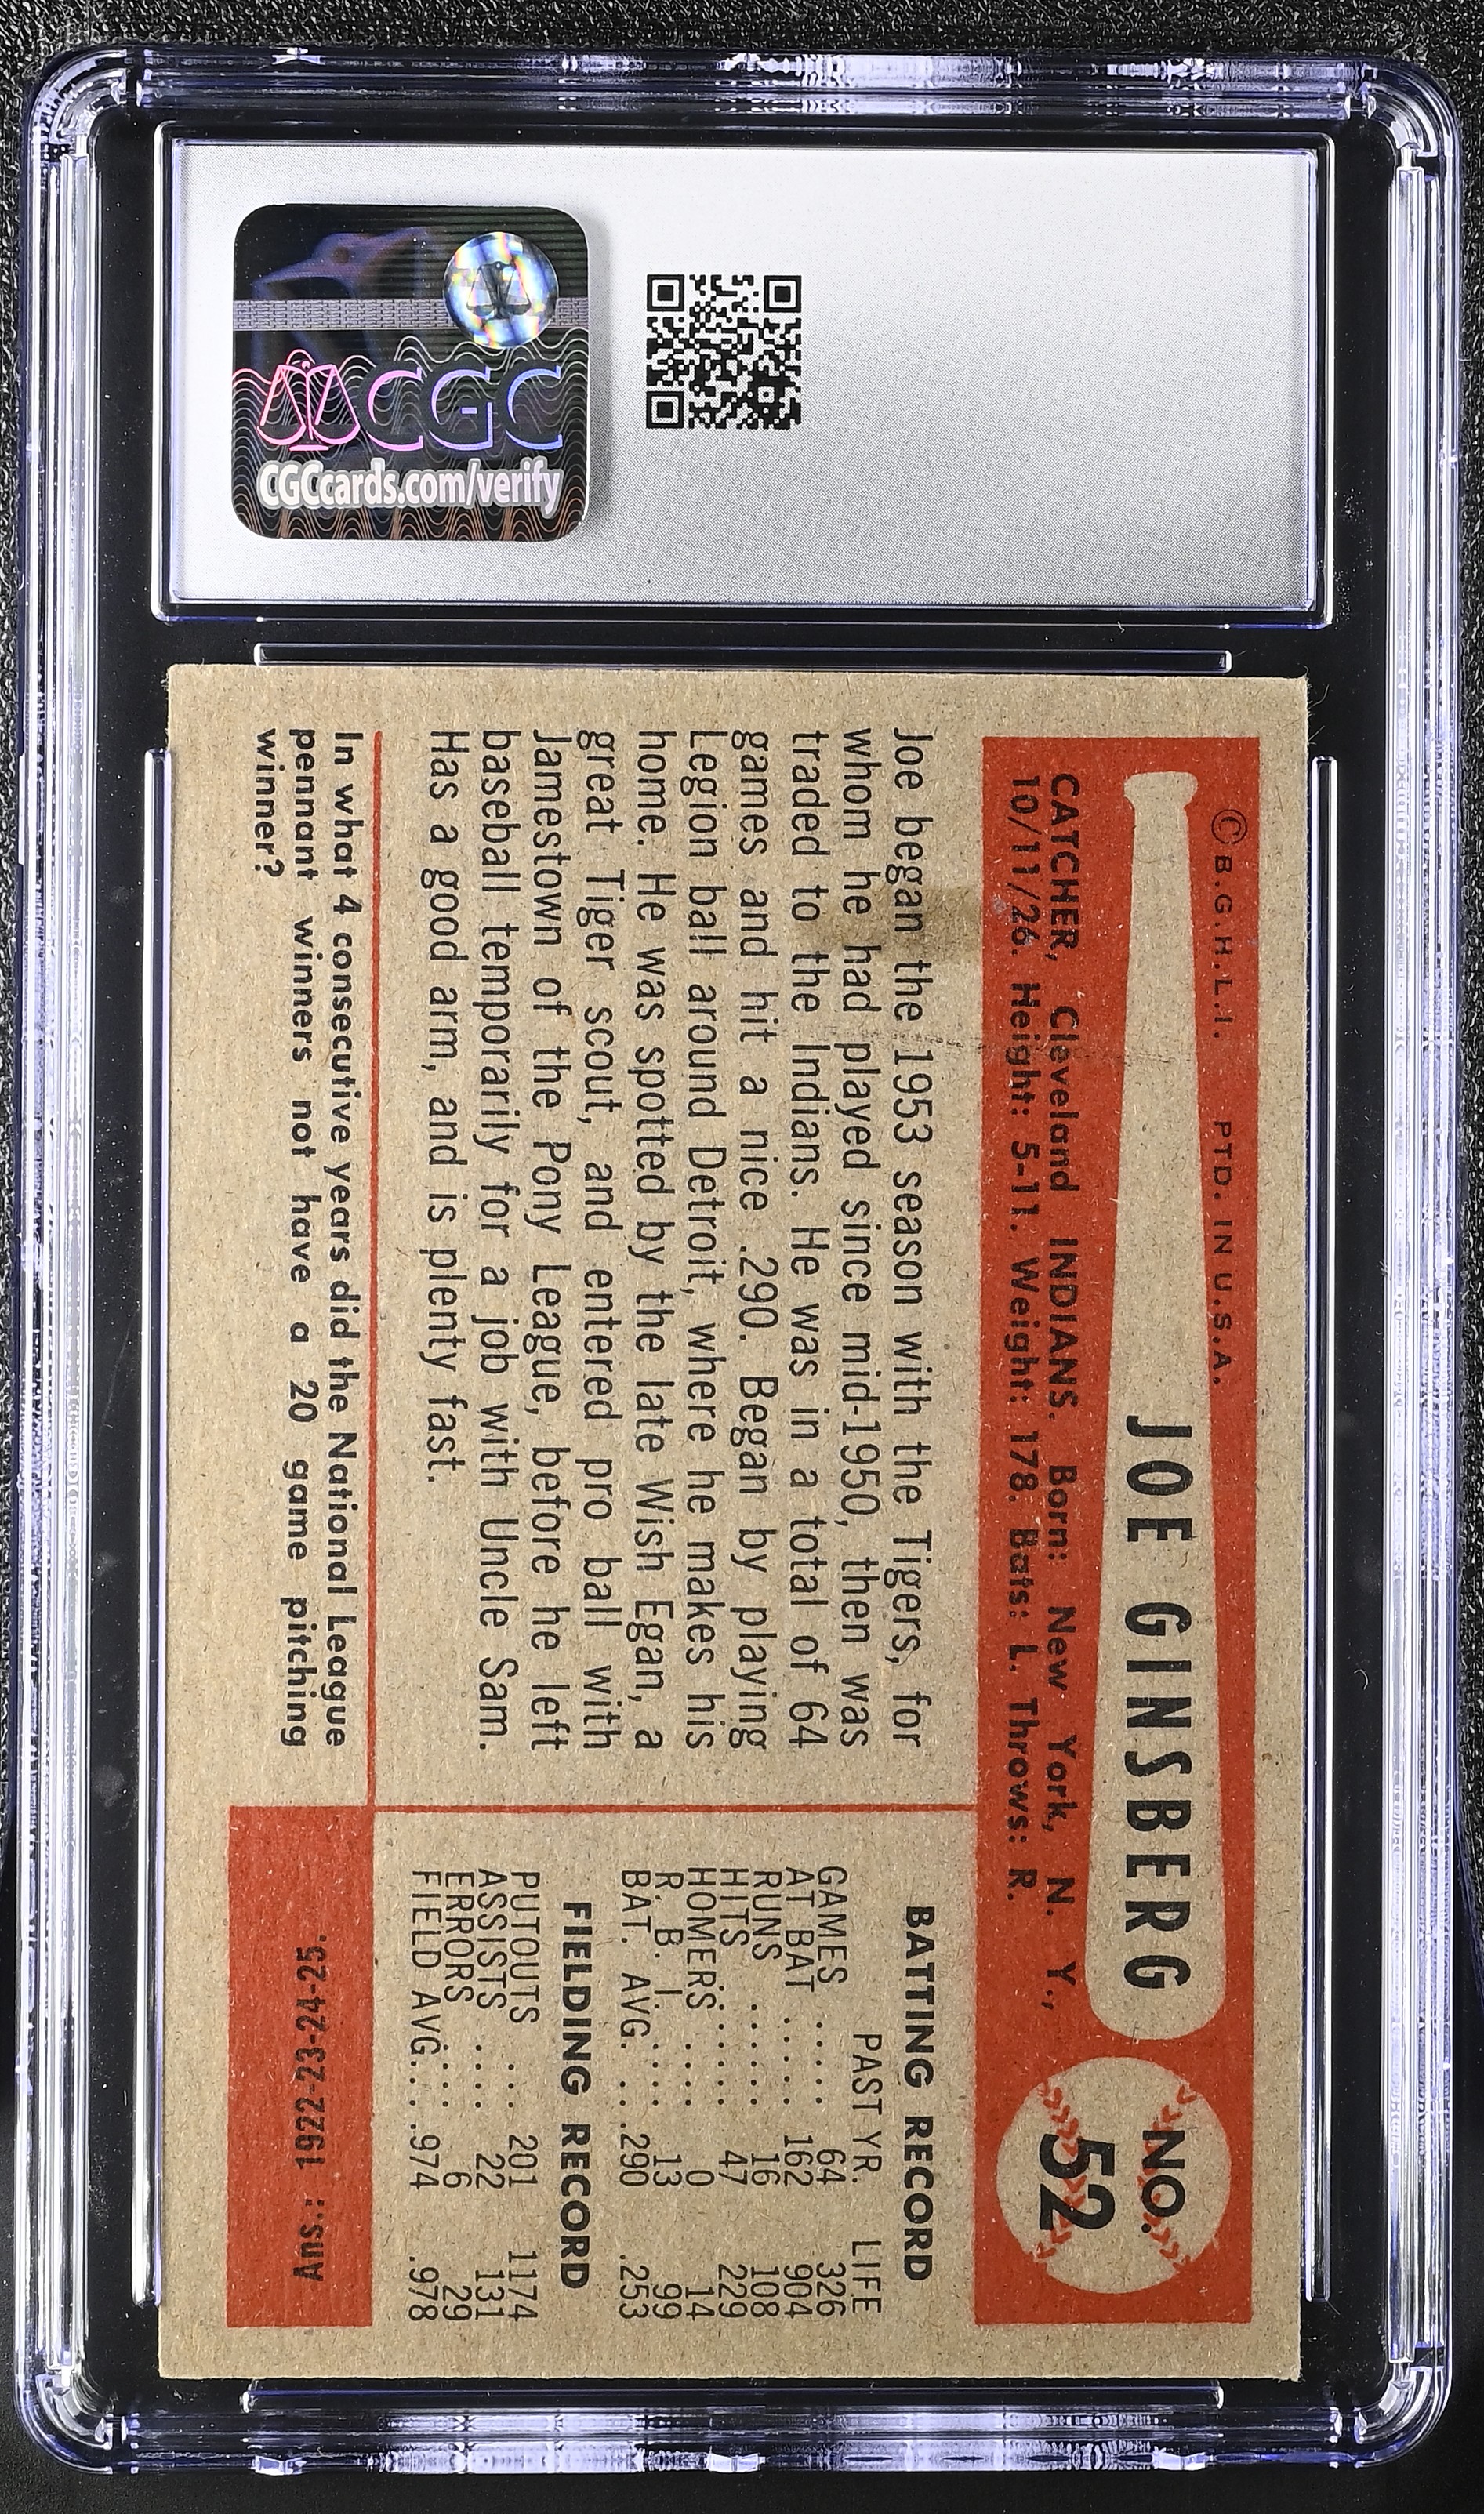 CGC
CGCcards.com/verify
© B.G.H.L.I. PTD. IN U.S.A.
JOE GINSBERG
NO.
52
CATCHER, Cleveland INDIANS. Born: New York, N. Y.,
10/11/26. Height: 5-11. Weight: 178. Bats: L. Throws: R.
Joe began the 1953 season with the Tigers, for
whom he had played since mid-1950, then was
traded to the Indians. He was in a total of 64
games and hit a nice .290. Began by playing
Legion ball around Detroit, where he makes his
home. He was spotted by the late Wish Egan, a
great Tiger scout, and entered pro ball with
Jamestown of the Pony League, before he left
baseball temporarily for a job with Uncle Sam.
Has a good arm, and is plenty fast.
BATTING RECORD
PAST YR. LIFE
GAMES ..... 64 326
AT BAT ..... 162 904
RUNS ..... 16 108
HITS ..... 47 229
HOMERS .... 0 14
R. B. I. .... 13 99
BAT. AVG. ... .290 .253
FIELDING RECORD
PUTOUTS ... 201 1174
ASSISTS .... 22 131
ERRORS .... 6 29
FIELD AVG... .974 .978
In what 4 consecutive years did the National League
pennant winners not have a 20 game pitching
winner?
Ans.: 1922-23-24-25.